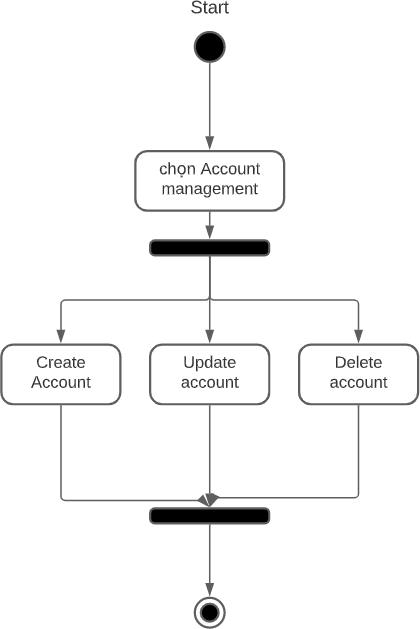 Start
chọn Account
management
Create
Account
Update
account
Delete
account